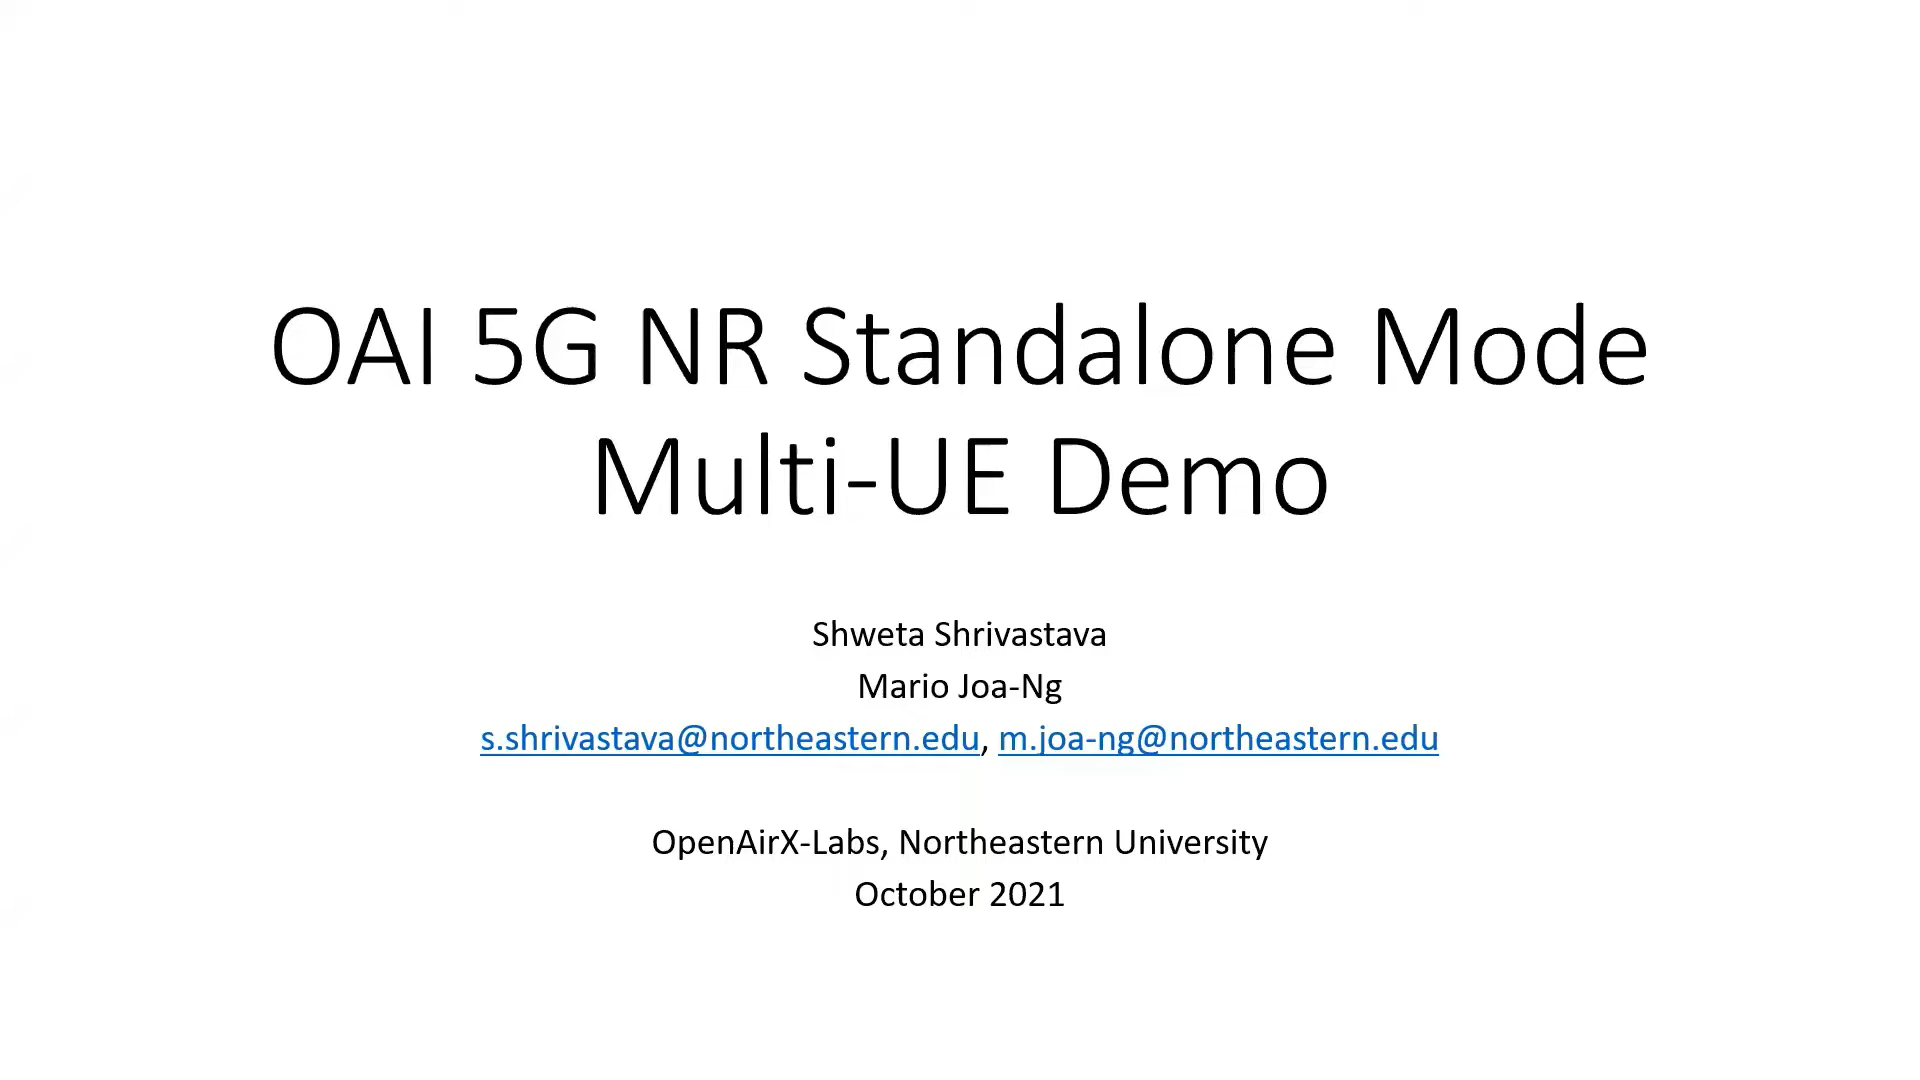 OAI 5G NR Standalone Mode
Multi-UE Demo
Shweta Shrivastava
Mario Joa-Ng
s.shrivastava@northeastern.edu, m.joa-ng@northeastern.edu
OpenAirX-Labs, Northeastern University
October 2021